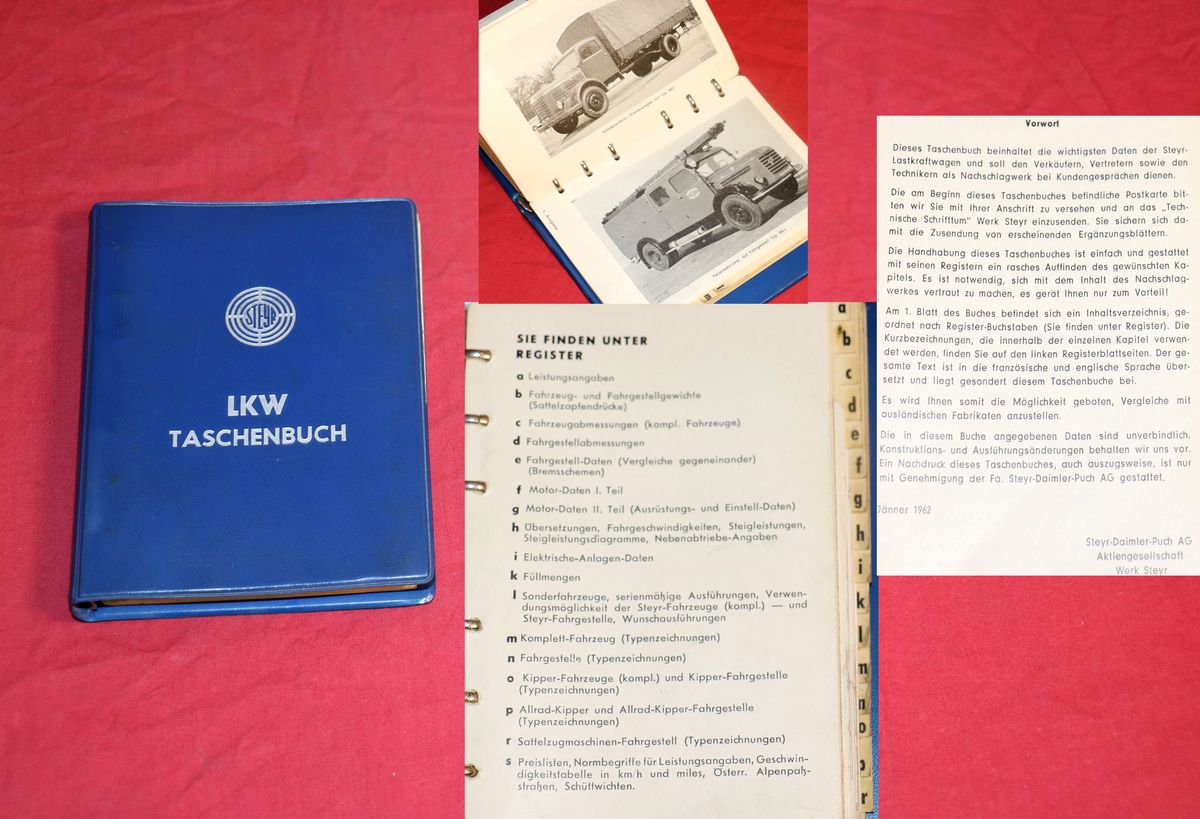 STEYR
LKW
TASCHENBUCH
SIE FINDEN UNTER
REGISTER
a Leistungsangaben
b Fahrzeug- und Fahrgestellgewichte
(Sattelzapfendrücke)
c Fahrzeugabmessungen (kompl. Fahrzeuge)
d Fahrgestellabmessungen
e Fahrgestell-Daten (Vergleiche gegeneinander)
(Bremsschemen)
f Motor-Daten I. Teil
g Motor-Daten II. Teil (Ausrüstungs- und Einstell-Daten)
h Übersetzungen, Fahrgeschwindigkeiten, Steigleistungen,
Steigleistungsdiagramme, Nebenabtriebe-Angaben
i Elektrische-Anlagen-Daten
k Füllmengen
l Sonderfahrzeuge, serienmäßige Ausführungen, Verwen-
dungsmöglichkeit der Steyr-Fahrzeuge (kompl.) — und
Steyr-Fahrgestelle, Wunschausführungen
m Komplett-Fahrzeug (Typenzeichnungen)
n Fahrgestelle (Typenzeichnungen)
o Kipper-Fahrzeuge (kompl.) und Kipper-Fahrgestelle
(Typenzeichnungen)
p Allrad-Kipper und Allrad-Kipper-Fahrgestelle
(Typenzeichnungen)
r Sattelzugmaschinen-Fahrgestell (Typenzeichnungen)
s Preislisten, Normbegriffe für Leistungsangaben, Geschwin-
digkeitstabelle in km/h und miles, Österr. Alpenpaß-
straßen, Schüttwichten.
a
b
c
d
e
f
g
h
i
k
l
m
n
o
p
r
Vorwort
Dieses Taschenbuch beinhaltet die wichtigsten Daten der Steyr-
Lastkraftwagen und soll den Verkäufern, Vertretern sowie den
Technikern als Nachschlagwerk bei Kundengesprächen dienen.
Die am Beginn dieses Taschenbuches befindliche Postkarte bit-
ten wir Sie mit Ihrer Anschrift zu versehen und an das „Tech-
nische Schrifttum“ Werk Steyr einzusenden. Sie sichern sich da-
mit die Zusendung von erscheinenden Ergänzungsblättern.
Die Handhabung dieses Taschenbuches ist einfach und gestattet
mit seinen Registern ein rasches Auffinden des gewünschten Ka-
pitels. Es ist notwendig, sich mit dem Inhalt des Nachschlag-
werkes vertraut zu machen, es gerät Ihnen nur zum Vorteil!
Am 1. Blatt des Buches befindet sich ein Inhaltsverzeichnis, ge-
ordnet nach Register-Buchstaben (Sie finden unter Register). Die
Kurzbezeichnungen, die innerhalb der einzelnen Kapitel verwen-
det werden, finden Sie auf den linken Registerblattseiten. Der ge-
samte Text ist in die französische und englische Sprache über-
setzt und liegt gesondert diesem Taschenbuche bei.
Es wird Ihnen somit die Möglichkeit geboten, Vergleiche mit
ausländischen Fabrikaten anzustellen.
Die in diesem Buche angegebenen Daten sind unverbindlich.
Konstruktions- und Ausführungsänderungen behalten wir uns vor.
Ein Nachdruck dieses Taschenbuches, auch auszugsweise, ist nur
mit Genehmigung der Fa. Steyr-Daimler-Puch AG gestattet.
Jänner 1962
Steyr-Daimler-Puch AG
Aktiengesellschaft
Werk Steyr